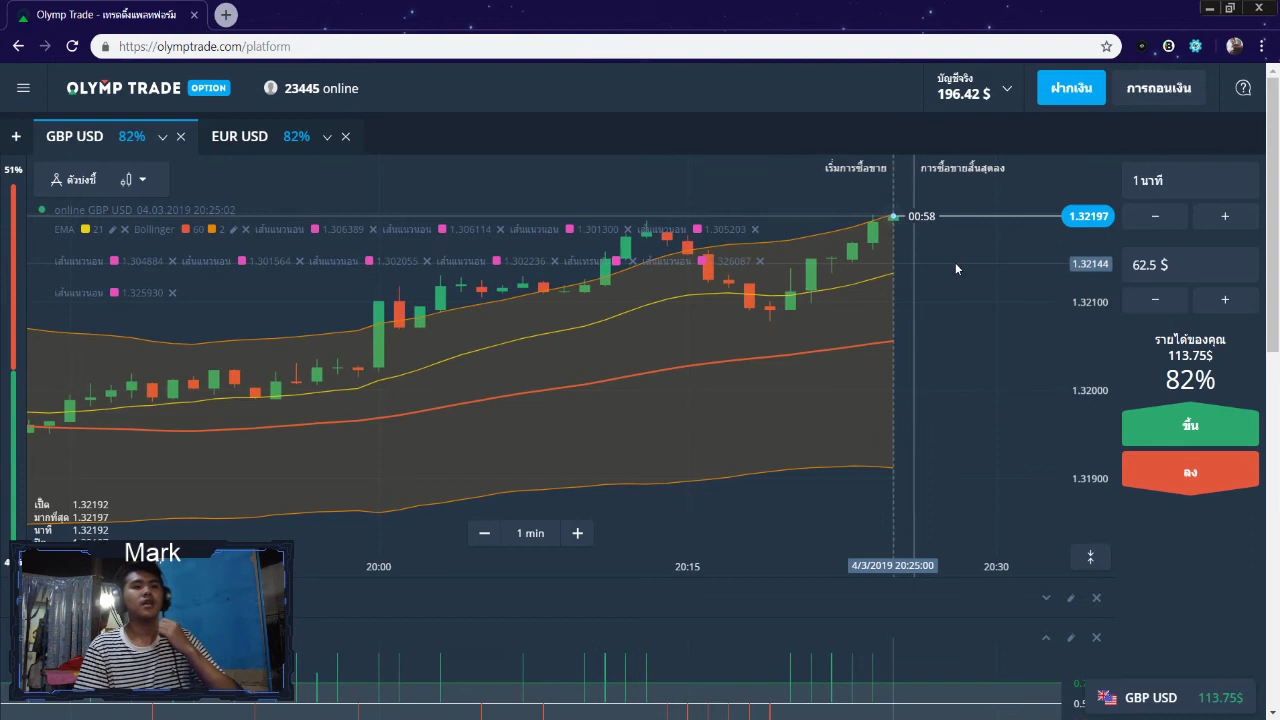 Olymp Trade - เทรดดิ้งแพลทฟอร์ม
https://olymptrade.com/platform
OLYMP TRADE OPTION 23445 online
บัญชีจริง
196.42 $
ฝากเงิน
การถอนเงิน
GBP USD 82%
EUR USD 82%
51%
ตัวบ่งชี้
เริ่มการซื้อขาย
การซื้อขายสิ้นสุดลง
1 นาที
online GBP USD 04.03.2019 20:25:02
00:58
1.32197
EMA 21 Bollinger 60 2 เส้นแนวนอน 1.306389 เส้นแนวนอน 1.306114 เส้นแนวนอน 1.301300 เส้นแนวนอน 1.305203
เส้นแนวนอน 1.304884 เส้นแนวนอน 1.301564 เส้นแนวนอน 1.302055 เส้นแนวนอน 1.302236
เส้นแนวนอน 1.325930
1.32144
62.5 $
1.32100
รายได้ของคุณ
113.75$
82%
1.32000
ขึ้น
ลง
1.31900
เปิด 1.32192
มากที่สุด 1.32197
นาที 1.32192
1 min
Mark
20:00
20:15
4/3/2019 20:25:00
20:30
GBP USD 113.75$